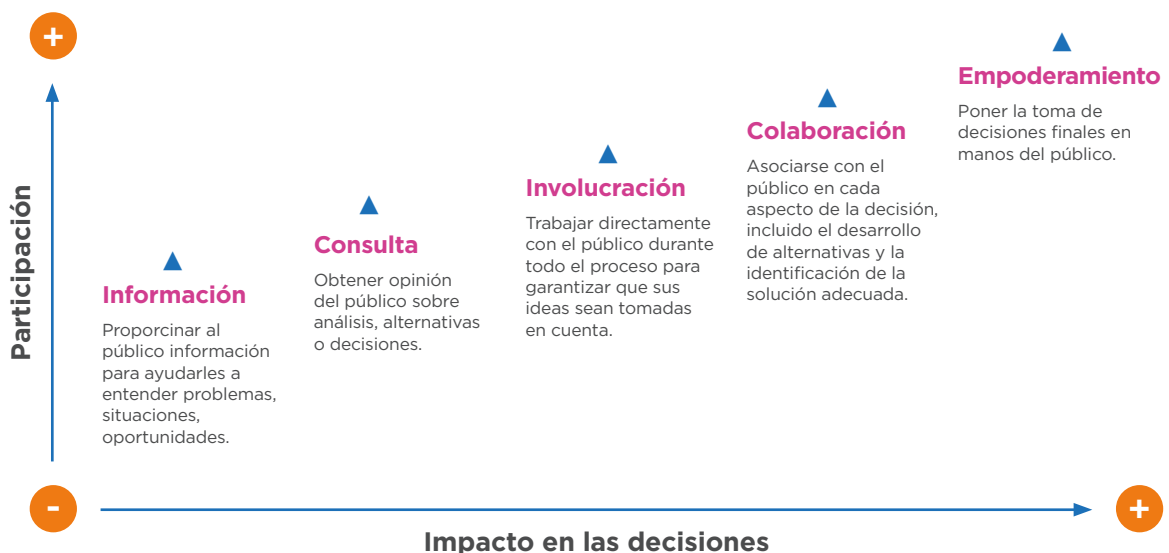 +
Participación
Información
Proporcinar al
público información
para ayudarles a
entender problemas,
situaciones,
oportunidades.
Consulta
Obtener opinión
del público sobre
análisis, alternativas
o decisiones.
Involucración
Trabajar directamente
con el público durante
todo el proceso para
garantizar que sus
ideas sean tomadas
en cuenta.
Colaboración
Asociarse con el
público en cada
aspecto de la decisión,
incluido el desarrollo
de alternativas y la
identificación de la
solución adecuada.
Empoderamiento
Poner la toma de
decisiones finales en
manos del público.
-
+
Impacto en las decisiones